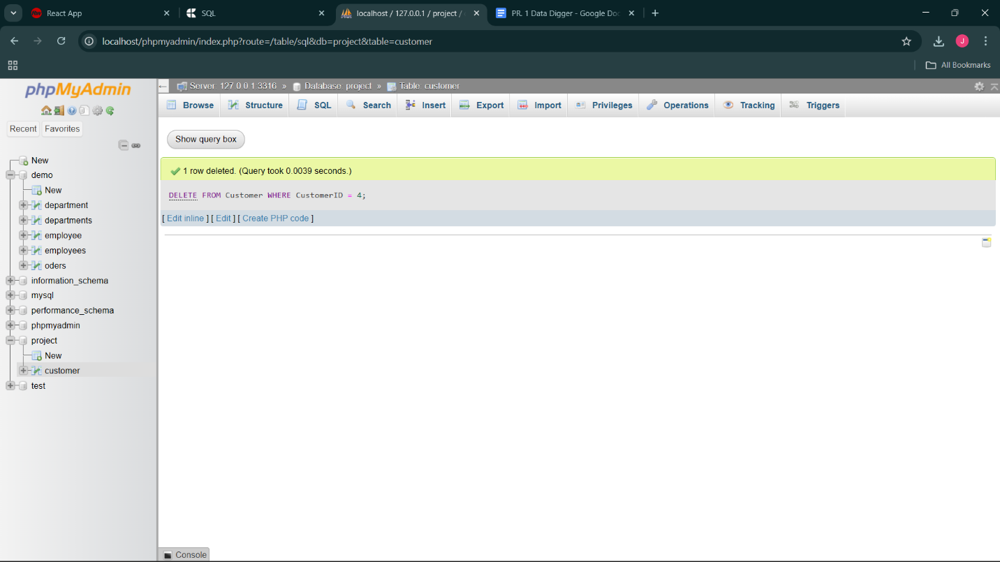 React App
SQL
localhost / 127.0.0.1 / project /
PR. 1 Data Digger - Google Doc
localhost/phpmyadmin/index.php?route=/table/sql&db=project&table=customer
J
All Bookmarks
phpMyAdmin
Recent Favorites
New
demo
New
department
departments
employee
employees
oders
information_schema
mysql
performance_schema
phpmyadmin
project
New
customer
test
Server: 127.0.0.1:3316 » Database: project » Table: customer
Browse Structure SQL Search Insert Export Import Privileges Operations Tracking Triggers
Show query box
1 row deleted. (Query took 0.0039 seconds.)
DELETE FROM Customer WHERE CustomerID = 4;
[ Edit inline ] [ Edit ] [ Create PHP code ]
Console